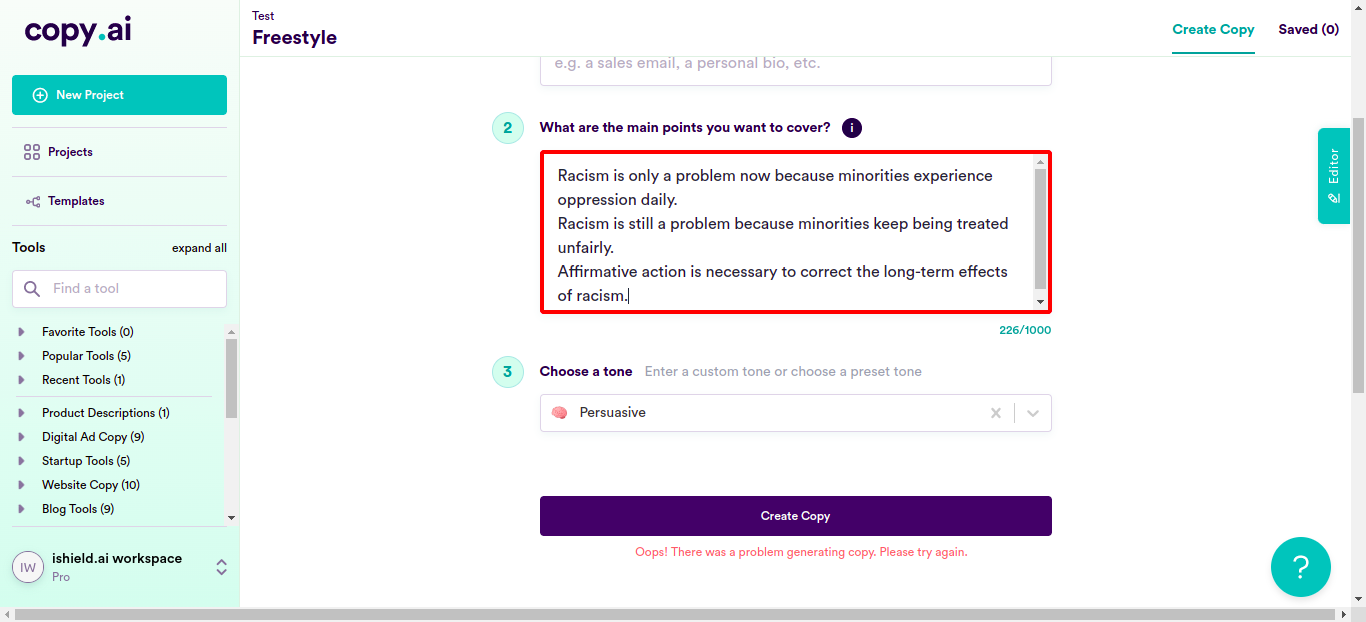 copy.ai
New Project
Projects
Templates
Tools
expand all
Find a tool
Favorite Tools (0)
Popular Tools (5)
Recent Tools (1)
Product Descriptions (1)
Digital Ad Copy (9)
Startup Tools (5)
Website Copy (10)
Blog Tools (9)
IW
ishield.ai workspace
Pro
Test
Freestyle
Create Copy
Saved (0)
e.g. a sales email, a personal bio, etc.
2
What are the main points you want to cover?
i
Racism is only a problem now because minorities experience
oppression daily.
Racism is still a problem because minorities keep being treated
unfairly.
Affirmative action is necessary to correct the long-term effects
of racism.
226/1000
3
Choose a tone
Enter a custom tone or choose a preset tone
Persuasive
Create Copy
Oops! There was a problem generating copy. Please try again.
Editor
?